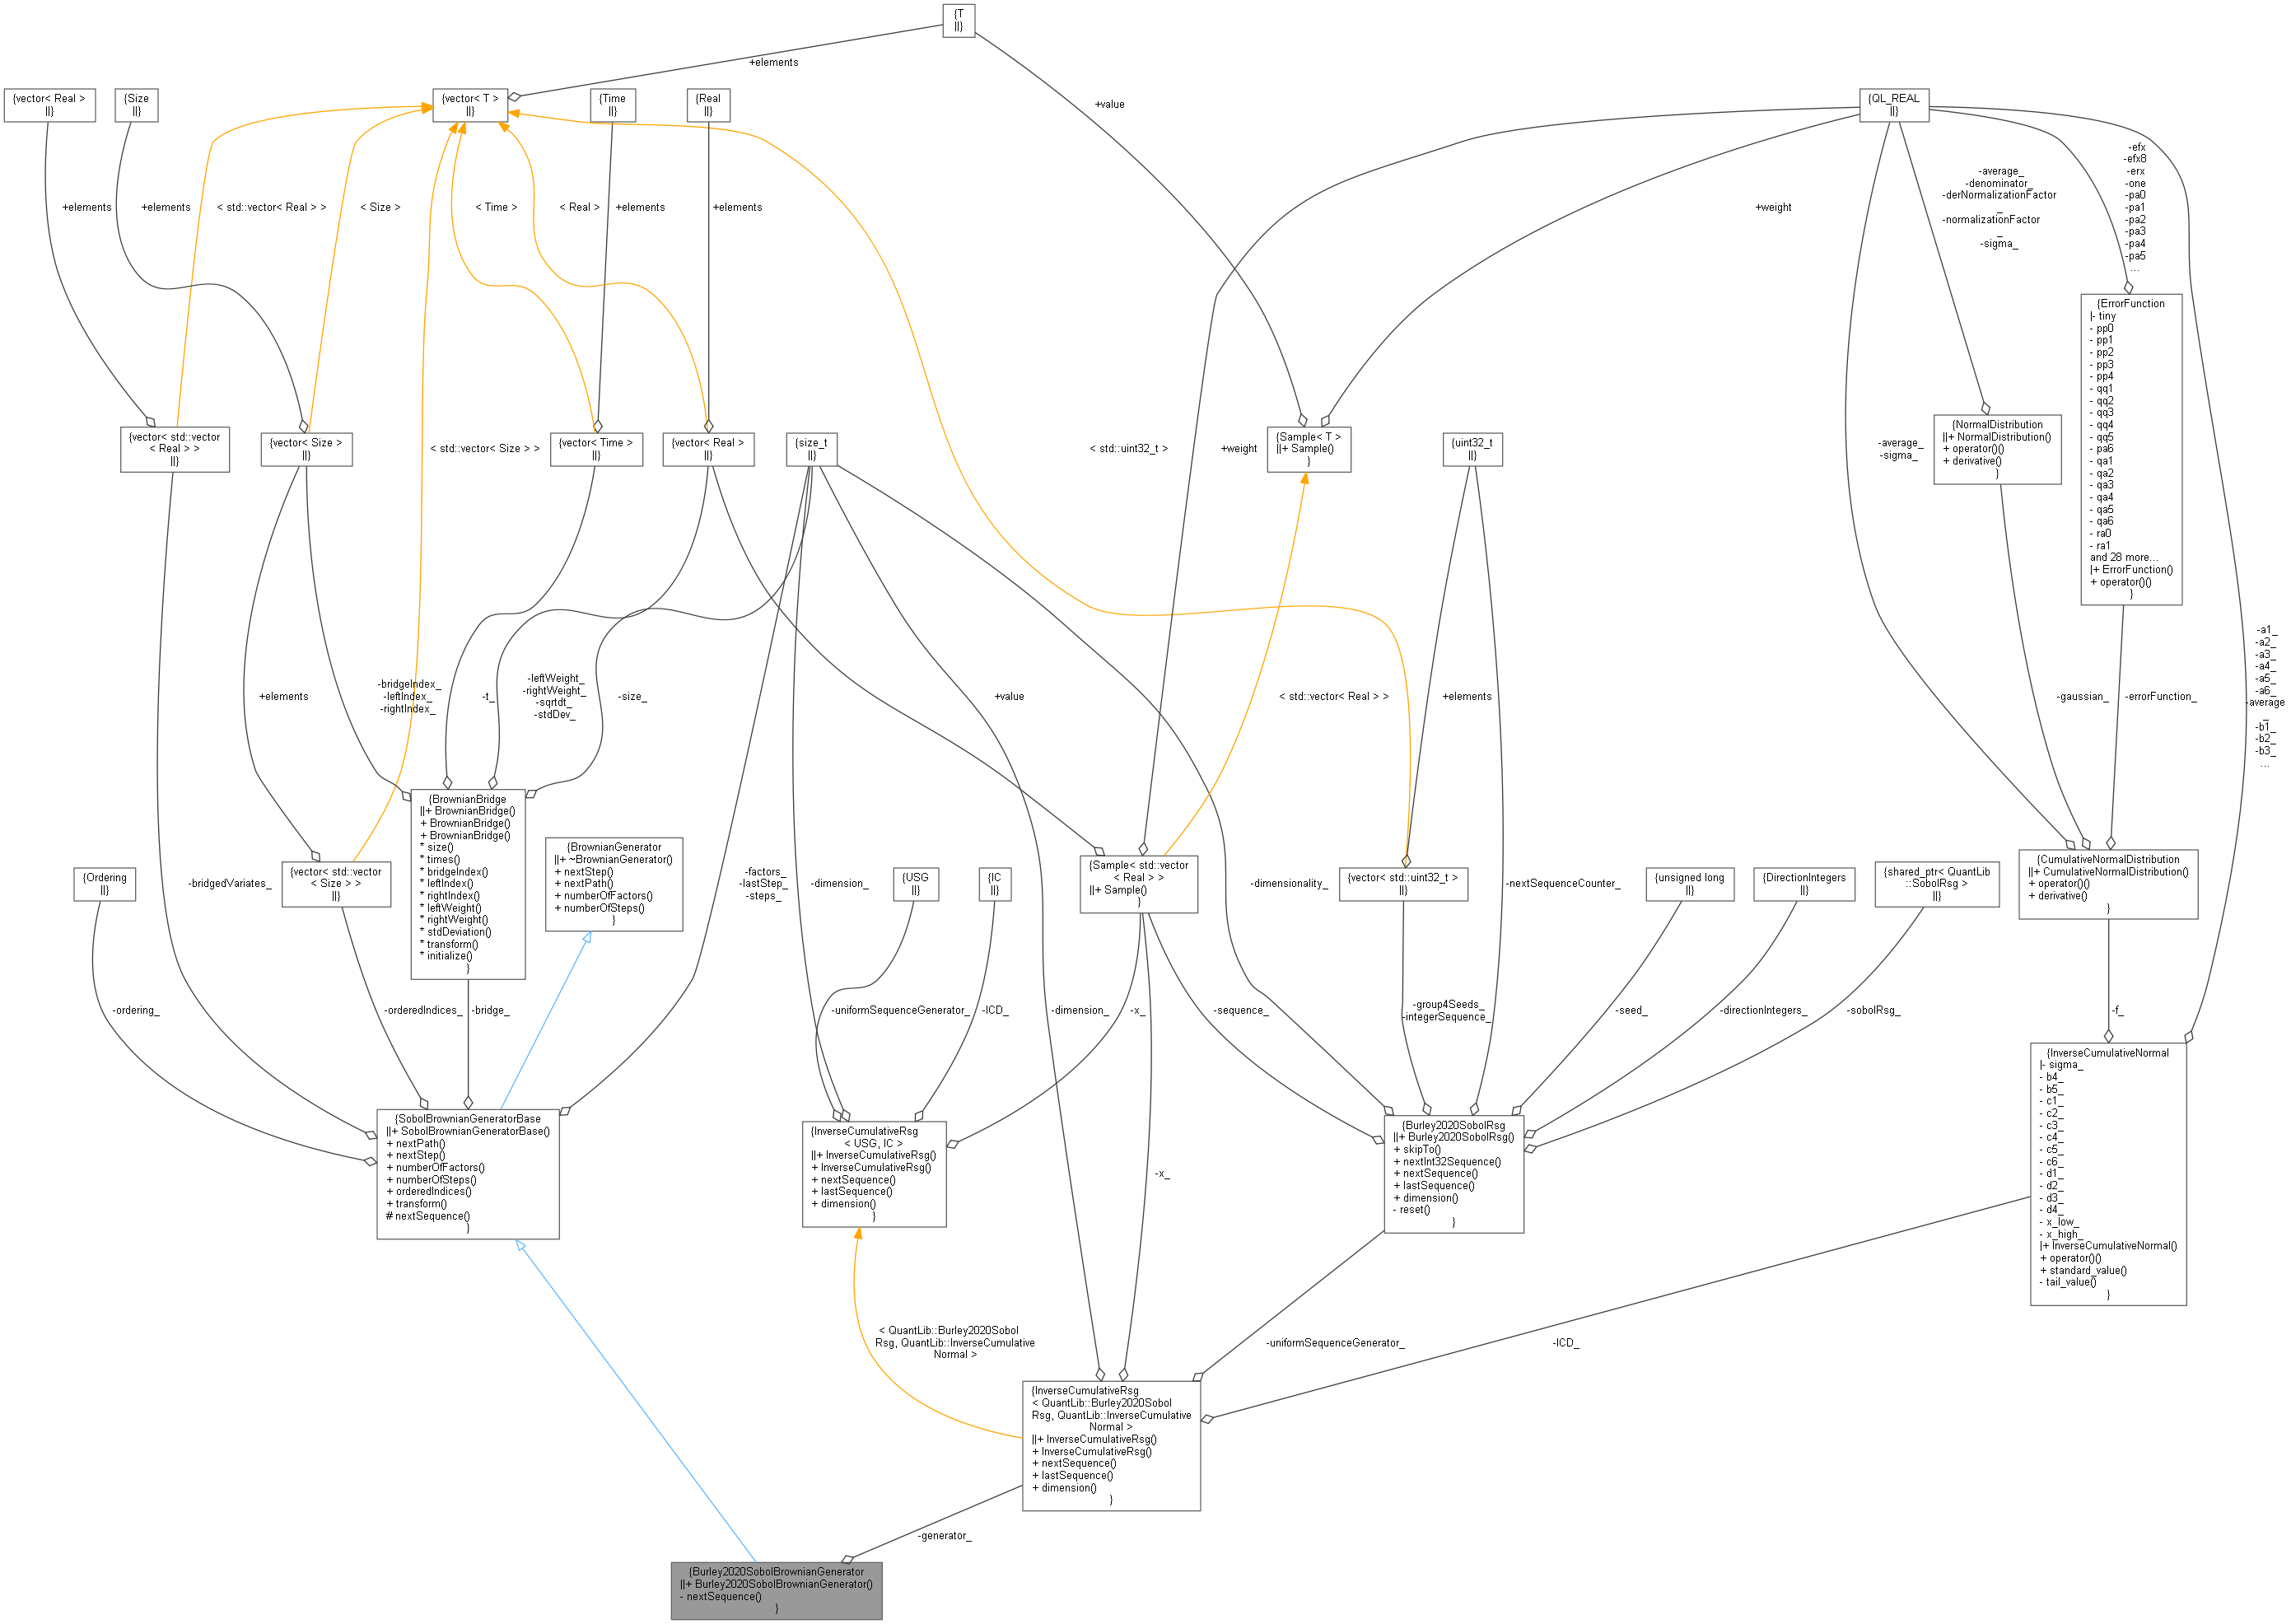 {T
||}
+elements
+value
{vector< Real >
||}
{Size
||}
{vector< T >
||}
{Time
||}
{Real
||}
{QL_REAL
||}
+elements
+elements
< std::vector< Real > >
< Size >
< Time >
+elements
< Real >
+elements
+weight
-average_
-denominator_
-derNormalizationFactor
_
-normalizationFactor
_
-sigma_
-efx
-efx8
-erx
-one
-pa0
-pa1
-pa2
-pa3
-pa4
-pa5
...
{ErrorFunction
|- tiny
- pp0
- pp1
- pp2
- pp3
- pp4
- qq1
- qq2
- qq3
- qq4
- qq5
- pa6
- qa1
- qa2
- qa3
- qa4
- qa5
- qa6
- ra0
- ra1
and 28 more...
|+ ErrorFunction()
+ operator()()
}
{vector< std::vector
< Real > >
||}
{vector< Size >
||}
< std::vector< Size > >
{vector< Time >
||}
{vector< Real >
||}
{size_t
||}
< std::uint32_t >
+weight
{Sample< T >
||+ Sample()
}
{uint32_t
||}
-average_
-sigma_
{NormalDistribution
||+ NormalDistribution()
+ operator()()
+ derivative()
}
+elements
-bridgeIndex_
-leftIndex_
-rightIndex_
-t_
-leftWeight_
-rightWeight_
-sqrtdt_
-stdDev_
-size_
+value
< std::vector< Real > >
+elements
-gaussian_
-errorFunction_
-a1_
-a2_
-a3_
-a4_
-a5_
-a6_
-average
_
-b1_
-b2_
-b3_
...
{BrownianBridge
||+ BrownianBridge()
+ BrownianBridge()
+ BrownianBridge()
* size()
* times()
* bridgeIndex()
* leftIndex()
* rightIndex()
* leftWeight()
* rightWeight()
* stdDeviation()
* transform()
* initialize()
}
{BrownianGenerator
||+ ~BrownianGenerator()
+ nextStep()
+ nextPath()
+ numberOfFactors()
+ numberOfSteps()
}
{Ordering
||}
-bridgedVariates_
{vector< std::vector
< Size > >
||}
-factors_
-lastStep_
-steps_
-dimension_
{USG
||}
{IC
||}
{Sample< std::vector
< Real > >
||+ Sample()
}
-dimensionality_
{vector< std::uint32_t >
||}
-nextSequenceCounter_
{unsigned long
||}
{DirectionIntegers
||}
{shared_ptr< QuantLib
::SobolRsg >
||}
{CumulativeNormalDistribution
||+ CumulativeNormalDistribution()
+ operator()()
+ derivative()
}
-ordering_
-orderedIndices_
-bridge_
-uniformSequenceGenerator_
-ICD_
-dimension_
-x_
-sequence_
-group4Seeds_
-integerSequence_
-seed_
-directionIntegers_
-sobolRsg_
-f_
{SobolBrownianGeneratorBase
||+ SobolBrownianGeneratorBase()
+ nextPath()
+ nextStep()
+ numberOfFactors()
+ numberOfSteps()
+ orderedIndices()
+ transform()
# nextSequence()
}
{InverseCumulativeRsg
< USG, IC >
||+ InverseCumulativeRsg()
+ InverseCumulativeRsg()
+ nextSequence()
+ lastSequence()
+ dimension()
}
-x_
{Burley2020SobolRsg
||+ Burley2020SobolRsg()
+ skipTo()
+ nextInt32Sequence()
+ nextSequence()
+ lastSequence()
+ dimension()
- reset()
}
{InverseCumulativeNormal
|- sigma_
- b4_
- b5_
- c1_
- c2_
- c3_
- c4_
- c5_
- c6_
- d1_
- d2_
- d3_
- d4_
- x_low_
- x_high_
|+ InverseCumulativeNormal()
+ operator()()
+ standard_value()
- tail_value()
}
< QuantLib::Burley2020Sobol
Rsg, QuantLib::InverseCumulative
Normal >
-uniformSequenceGenerator_
-ICD_
{InverseCumulativeRsg
< QuantLib::Burley2020Sobol
Rsg, QuantLib::InverseCumulative
Normal >
||+ InverseCumulativeRsg()
+ InverseCumulativeRsg()
+ nextSequence()
+ lastSequence()
+ dimension()
}
-generator_
{Burley2020SobolBrownianGenerator
||+ Burley2020SobolBrownianGenerator()
- nextSequence()
}